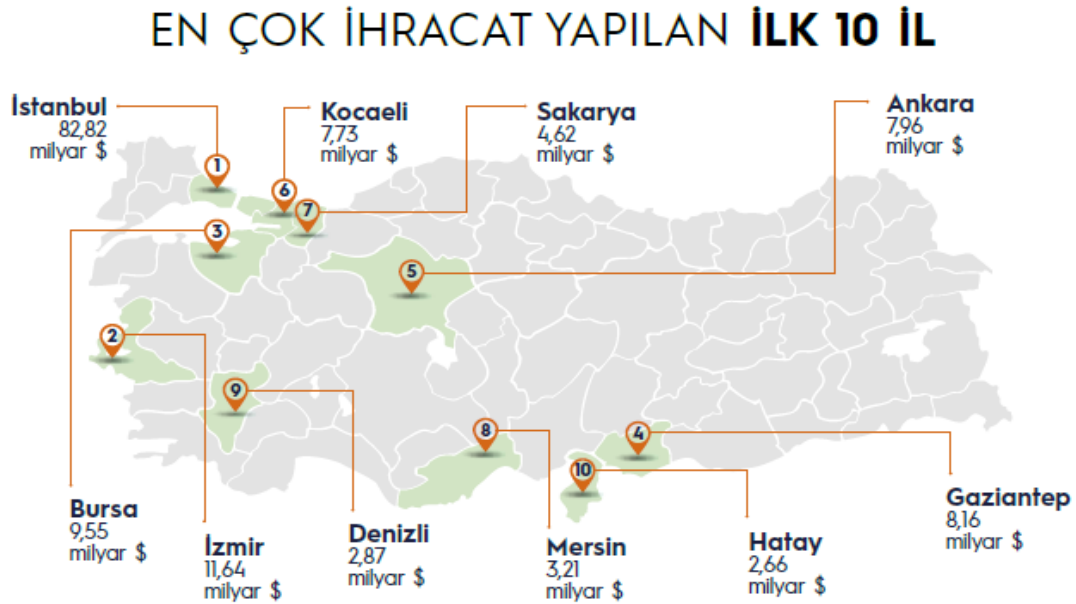 EN ÇOK İHRACAT YAPILAN İLK 10 İL
İstanbul
82,82
milyar $
Kocaeli
7,73
milyar $
Sakarya
4,62
milyar $
Ankara
7,96
milyar $
1
6
7
3
5
2
9
8
4
10
Bursa
9,55
milyar $
İzmir
11,64
milyar $
Denizli
2,87
milyar $
Mersin
3,21
milyar $
Hatay
2,66
milyar $
Gaziantep
8,16
milyar $